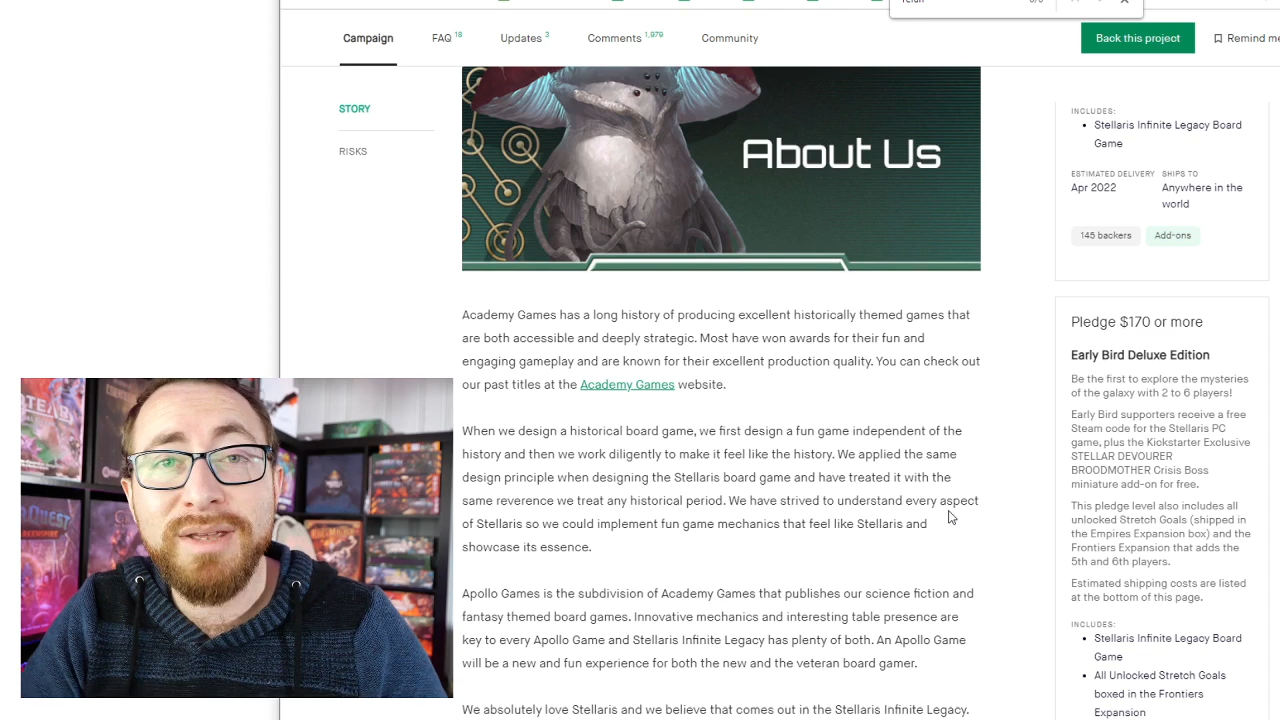 Campaign
FAQ 18
Updates 3
Comments 1,979
Community
Back this project
Remind me
STORY
RISKS
About Us
Academy Games has a long history of producing excellent historically themed games that
are both accessible and deeply strategic. Most have won awards for their fun and
engaging gameplay and are known for their excellent production quality. You can check out
our past titles at the Academy Games website.
When we design a historical board game, we first design a fun game independent of the
history and then we work diligently to make it feel like the history. We applied the same
design principle when designing the Stellaris board game and have treated it with the
same reverence we treat any historical period. We have strived to understand every aspect
of Stellaris so we could implement fun game mechanics that feel like Stellaris and
showcase its essence.
Apollo Games is the subdivision of Academy Games that publishes our science fiction and
fantasy themed board games. Innovative mechanics and interesting table presence are
key to every Apollo Game and Stellaris Infinite Legacy has plenty of both. An Apollo Game
will be a new and fun experience for both the new and the veteran board gamer.
We absolutely love Stellaris and we believe that comes out in the Stellaris Infinite Legacy.
INCLUDES:
Stellaris Infinite Legacy Board
Game
ESTIMATED DELIVERY SHIPS TO
Apr 2022 Anywhere in the
world
145 backers Add-ons
Pledge $170 or more
Early Bird Deluxe Edition
Be the first to explore the mysteries
of the galaxy with 2 to 6 players!
Early Bird supporters receive a free
Steam code for the Stellaris PC
game, plus the Kickstarter Exclusive
STELLAR DEVOURER
BROODMOTHER Crisis Boss
miniature add-on for free.
This pledge level also includes all
unlocked Stretch Goals (shipped in
the Empires Expansion box) and the
Frontiers Expansion that adds the
5th and 6th players.
Estimated shipping costs are listed
at the bottom of this page.
INCLUDES:
Stellaris Infinite Legacy Board
Game
All Unlocked Stretch Goals
boxed in the Frontiers
Expansion